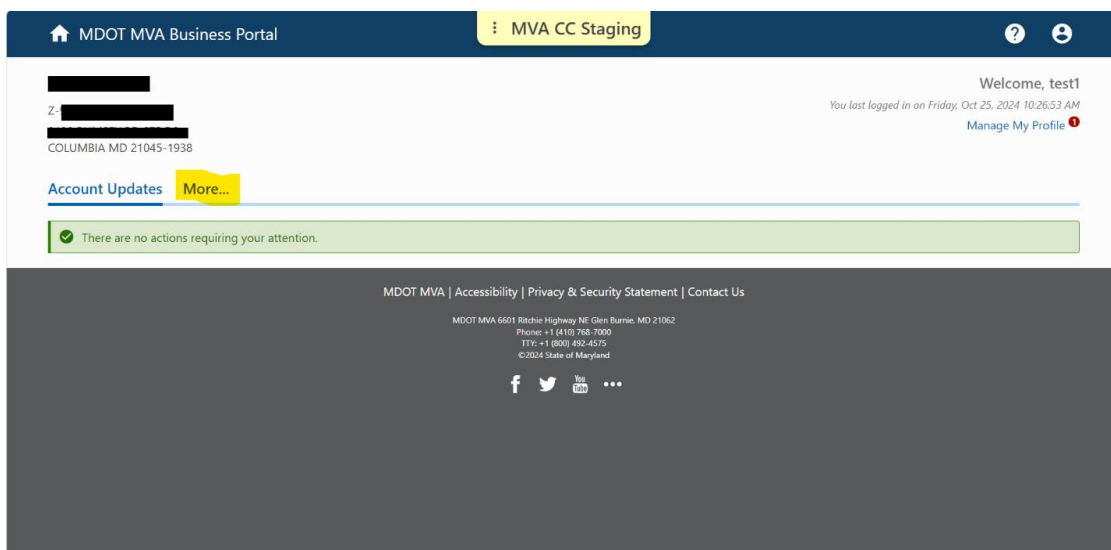 MDOT MVA Business Portal
MVA CC Staging
Welcome, test1
Z-
You last logged in on Friday, Oct 25, 2024 10:26:53 AM
Manage My Profile 1
COLUMBIA MD 21045-1938
Account Updates More...
There are no actions requiring your attention.
MDOT MVA | Accessibility | Privacy & Security Statement | Contact Us
MDOT MVA 6601 Ritchie Highway NE Glen Burnie, MD 21062
Phone: +1 (410) 768-7000
TTY: +1 (800) 492-4575
©2024 State of Maryland
f You Tube